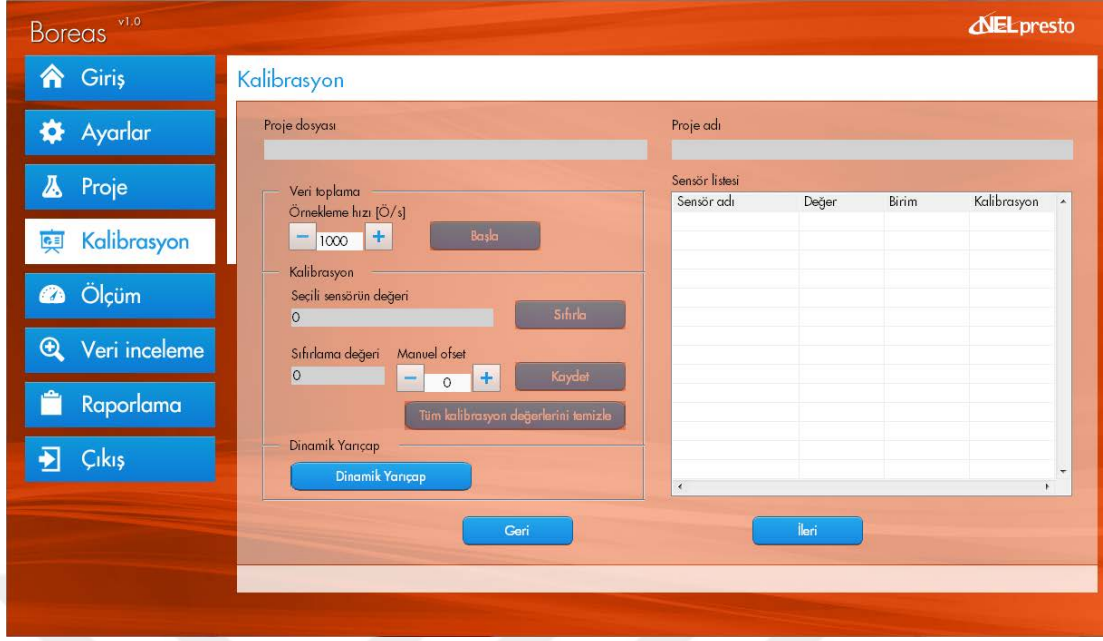 Boreas v1.0
NEL presto
Giriş
Ayarlar
Proje
Kalibrasyon
Ölçüm
Veri inceleme
Raporlama
Çıkış
Kalibrasyon
Proje dosyası
Proje adı
Veri toplama
Örnekleme hızı [Ö/s]
1000
Başla
Kalibrasyon
Seçili sensörün değeri
0
Sıfırla
Sıfırlama değeri Manuel ofset
0
0
Kaydet
Tüm kalibrasyon değerlerini temizle
Dinamik Yarıçap
Dinamik Yarıçap
Sensör listesi
Sensör adı Değer Birim Kalibrasyon
Geri
İleri